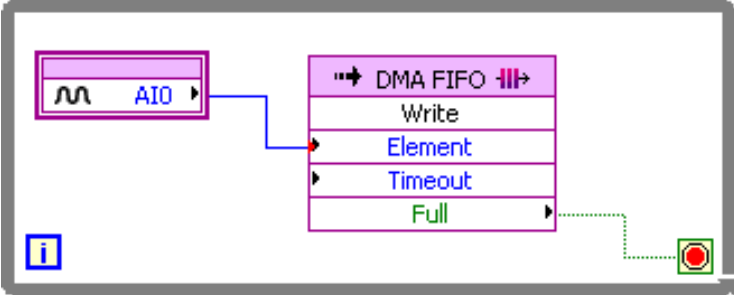 AI0
DMA FIFO
Write
Element
Timeout
Full
i